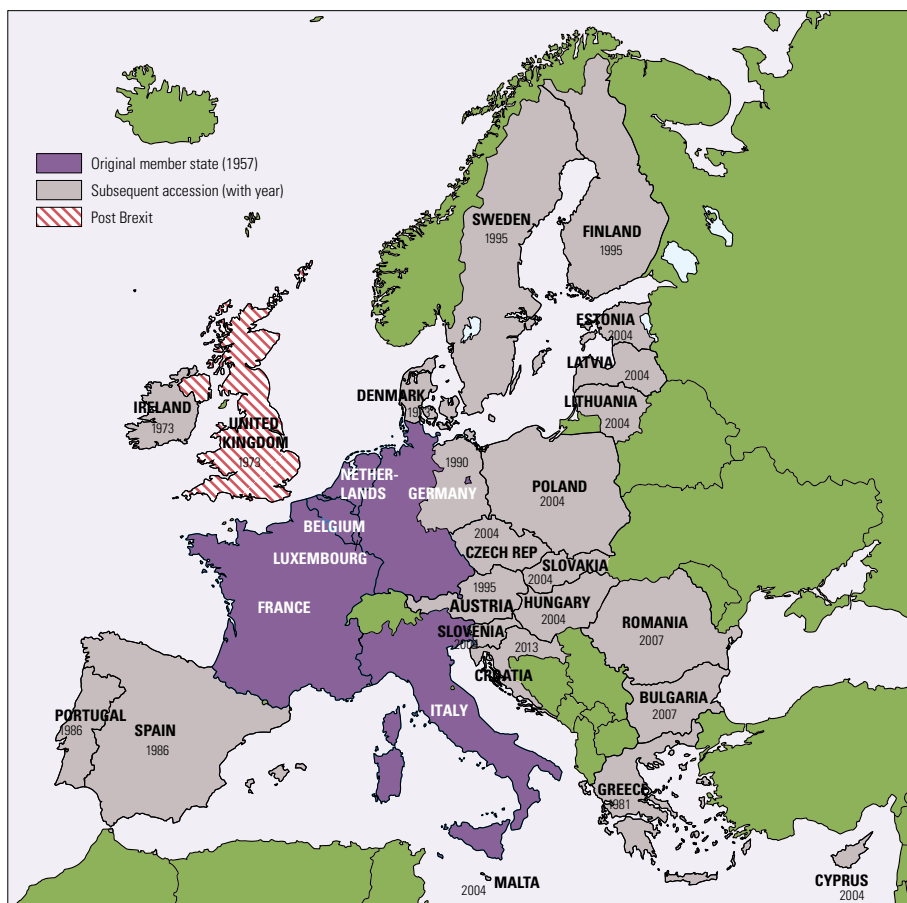 Original member state (1957)
Subsequent accession (with year)
Post Brexit
SWEDEN
1995
FINLAND
1995
ESTONIA
2004
LATVIA
2004
LITHUANIA
2004
DENMARK
IRELAND
1973
UNITED
KINGDOM
1973
NETHER-
LANDS
GERMANY
1990
POLAND
2004
BELGIUM
LUXEMBOURG
2004
CZECH REP
SLOVAKIA
2004
FRANCE
1995
AUSTRIA
HUNGARY
2004
SLOVENIA
2004
2013
CROATIA
ROMANIA
2007
BULGARIA
2007
ITALY
PORTUGAL
1986
SPAIN
1986
GREECE
1981
MALTA
2004
CYPRUS
2004